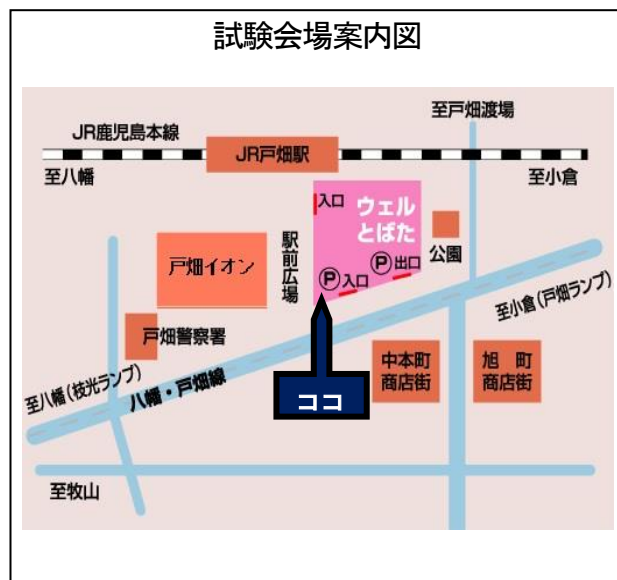 試験会場案内図
至戸畑渡場
JR鹿児島本線
JR戸畑駅
至八幡
至小倉
入口
ウェル
とばた
駅前広場
公園
戸畑イオン
Ⓟ出口
Ⓟ入口
至小倉(戸畑ランプ)
戸畑警察署
中本町
商店街
旭町
商店街
至八幡(枝光ランプ)
八幡・戸畑線
ココ
至牧山